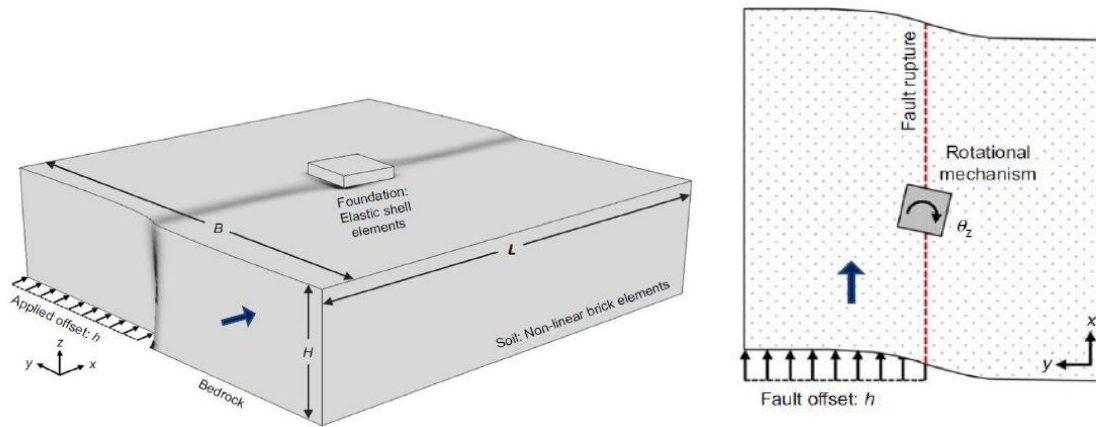 B
Foundation:
Elastic shell
elements
L
Applied offset: h
H
Soil: Non-linear brick elements
z
y
x
Bedrock
Fault rupture
Rotational
mechanism
θz
x
y
Fault offset: h